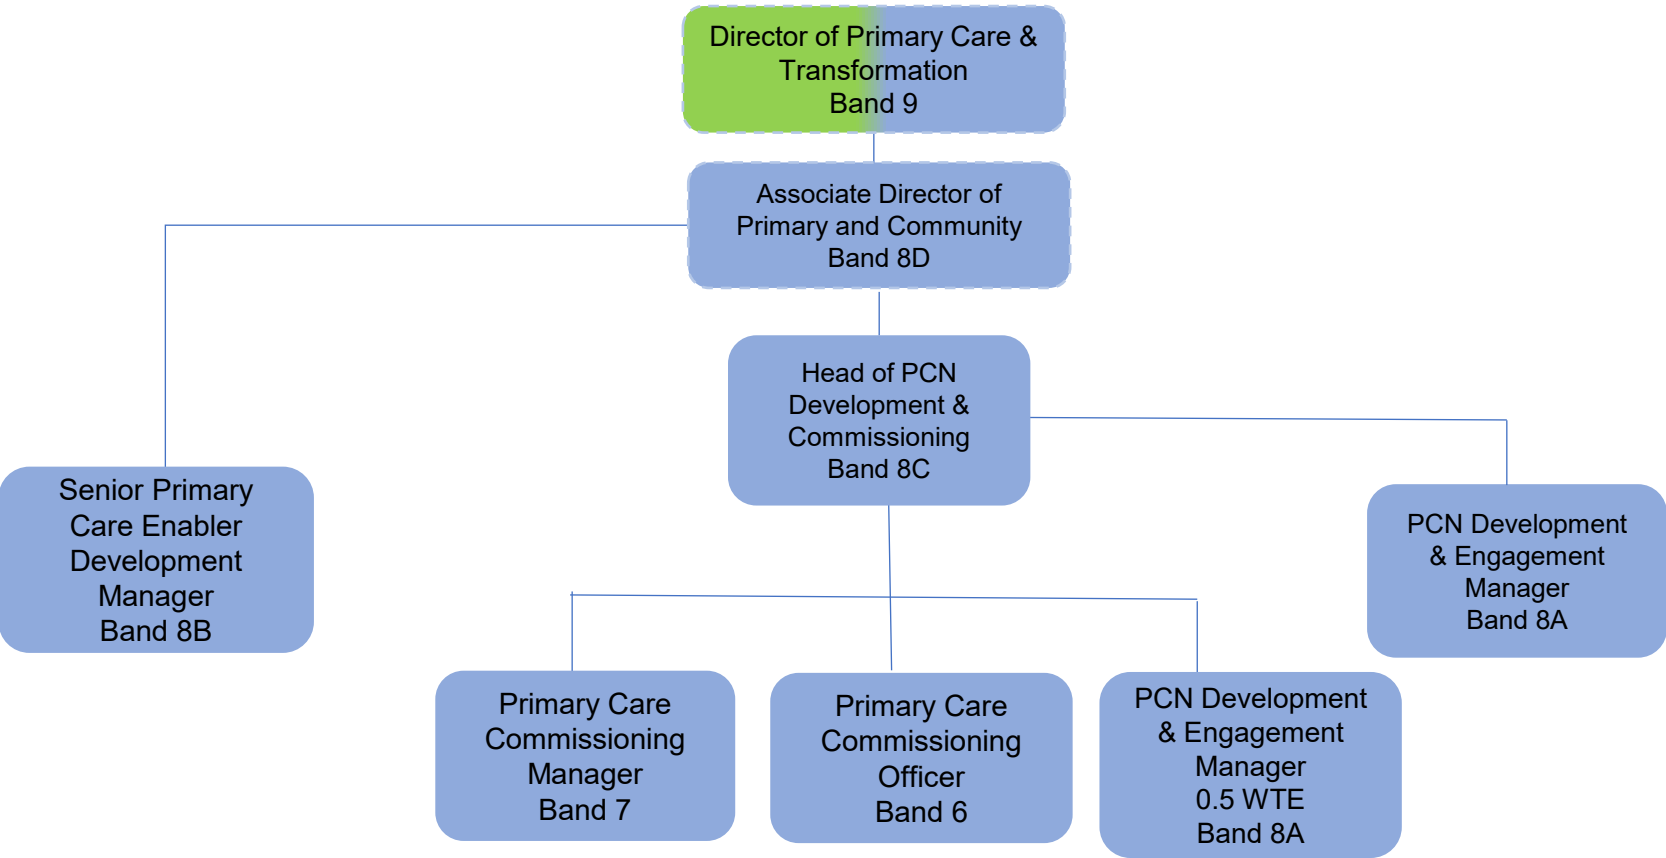 Director of Primary Care &
Transformation
Band 9
Associate Director of
Primary and Community
Band 8D
Head of PCN
Development &
Commissioning
Band 8C
Senior Primary
Care Enabler
Development
Manager
Band 8B
PCN Development
& Engagement
Manager
Band 8A
Primary Care
Commissioning
Manager
Band 7
Primary Care
Commissioning
Officer
Band 6
PCN Development
& Engagement
Manager
0.5 WTE
Band 8A